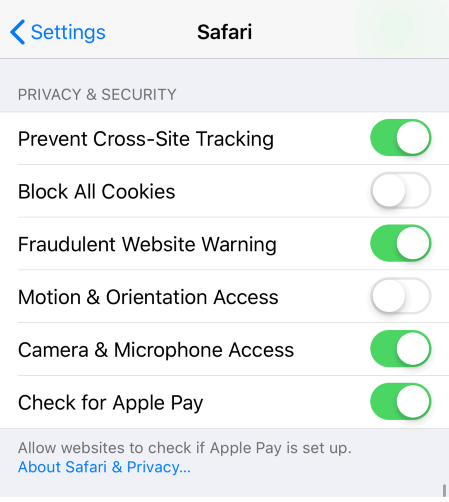 Settings
Safari
PRIVACY & SECURITY
Prevent Cross-Site Tracking
Block All Cookies
Fraudulent Website Warning
Motion & Orientation Access
Camera & Microphone Access
Check for Apple Pay
Allow websites to check if Apple Pay is set up.
About Safari & Privacy...